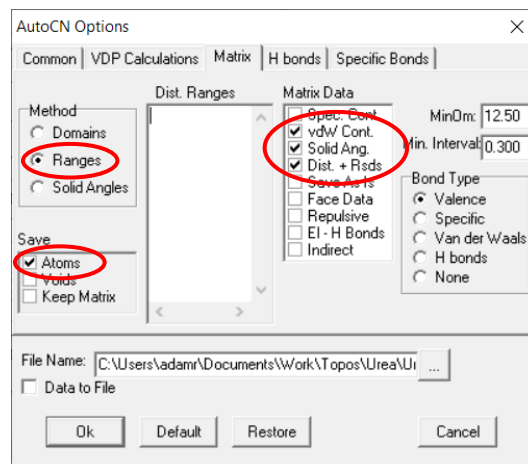 AutoCN Options
Common VDP Calculations Matrix H bonds Specific Bonds
Method
Domains
Ranges
Solid Angles
Save
Atoms
Voids
Keep Matrix
Dist. Ranges
Matrix Data
Spec. Cont.
vdW Cont.
Solid Ang.
Dist. + Rsds
Save As Is
Face Data
Repulsive
El - H Bonds
Indirect
MinOm: 12.50
Min. Interval: 0.300
Bond Type
Valence
Specific
Van der Waals
H bonds
None
File Name: C:\Users\adamr\Documents\Work\Topos\Urea\U ...
Data to File
Ok Default Restore Cancel